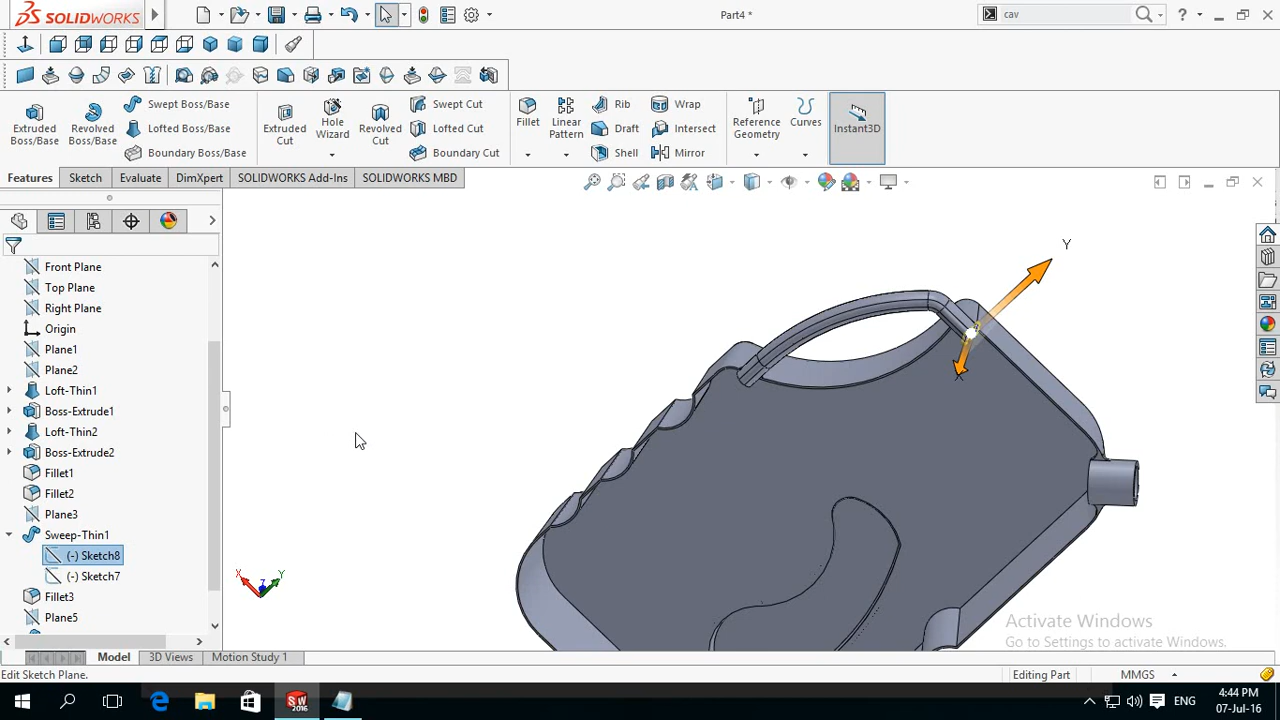 SOLIDWORKS
Part4 *
cav
Extruded Boss/Base
Revolved Boss/Base
Swept Boss/Base
Lofted Boss/Base
Boundary Boss/Base
Extruded Cut
Hole Wizard
Revolved Cut
Swept Cut
Lofted Cut
Boundary Cut
Fillet
Linear Pattern
Rib
Draft
Shell
Wrap
Intersect
Mirror
Reference Geometry
Curves
Instant3D
Features
Sketch
Evaluate
DimXpert
SOLIDWORKS Add-Ins
SOLIDWORKS MBD
Front Plane
Top Plane
Right Plane
Origin
Plane1
Plane2
Loft-Thin1
Boss-Extrude1
Loft-Thin2
Boss-Extrude2
Fillet1
Fillet2
Plane3
Sweep-Thin1
(-) Sketch8
(-) Sketch7
Fillet3
Plane5
Y
X
X
Z
Y
Activate Windows
Go to Settings to activate Windows.
Model
3D Views
Motion Study 1
Edit Sketch Plane.
Editing Part
MMGS
SW
2016
ENG
4:44 PM
07-Jul-16